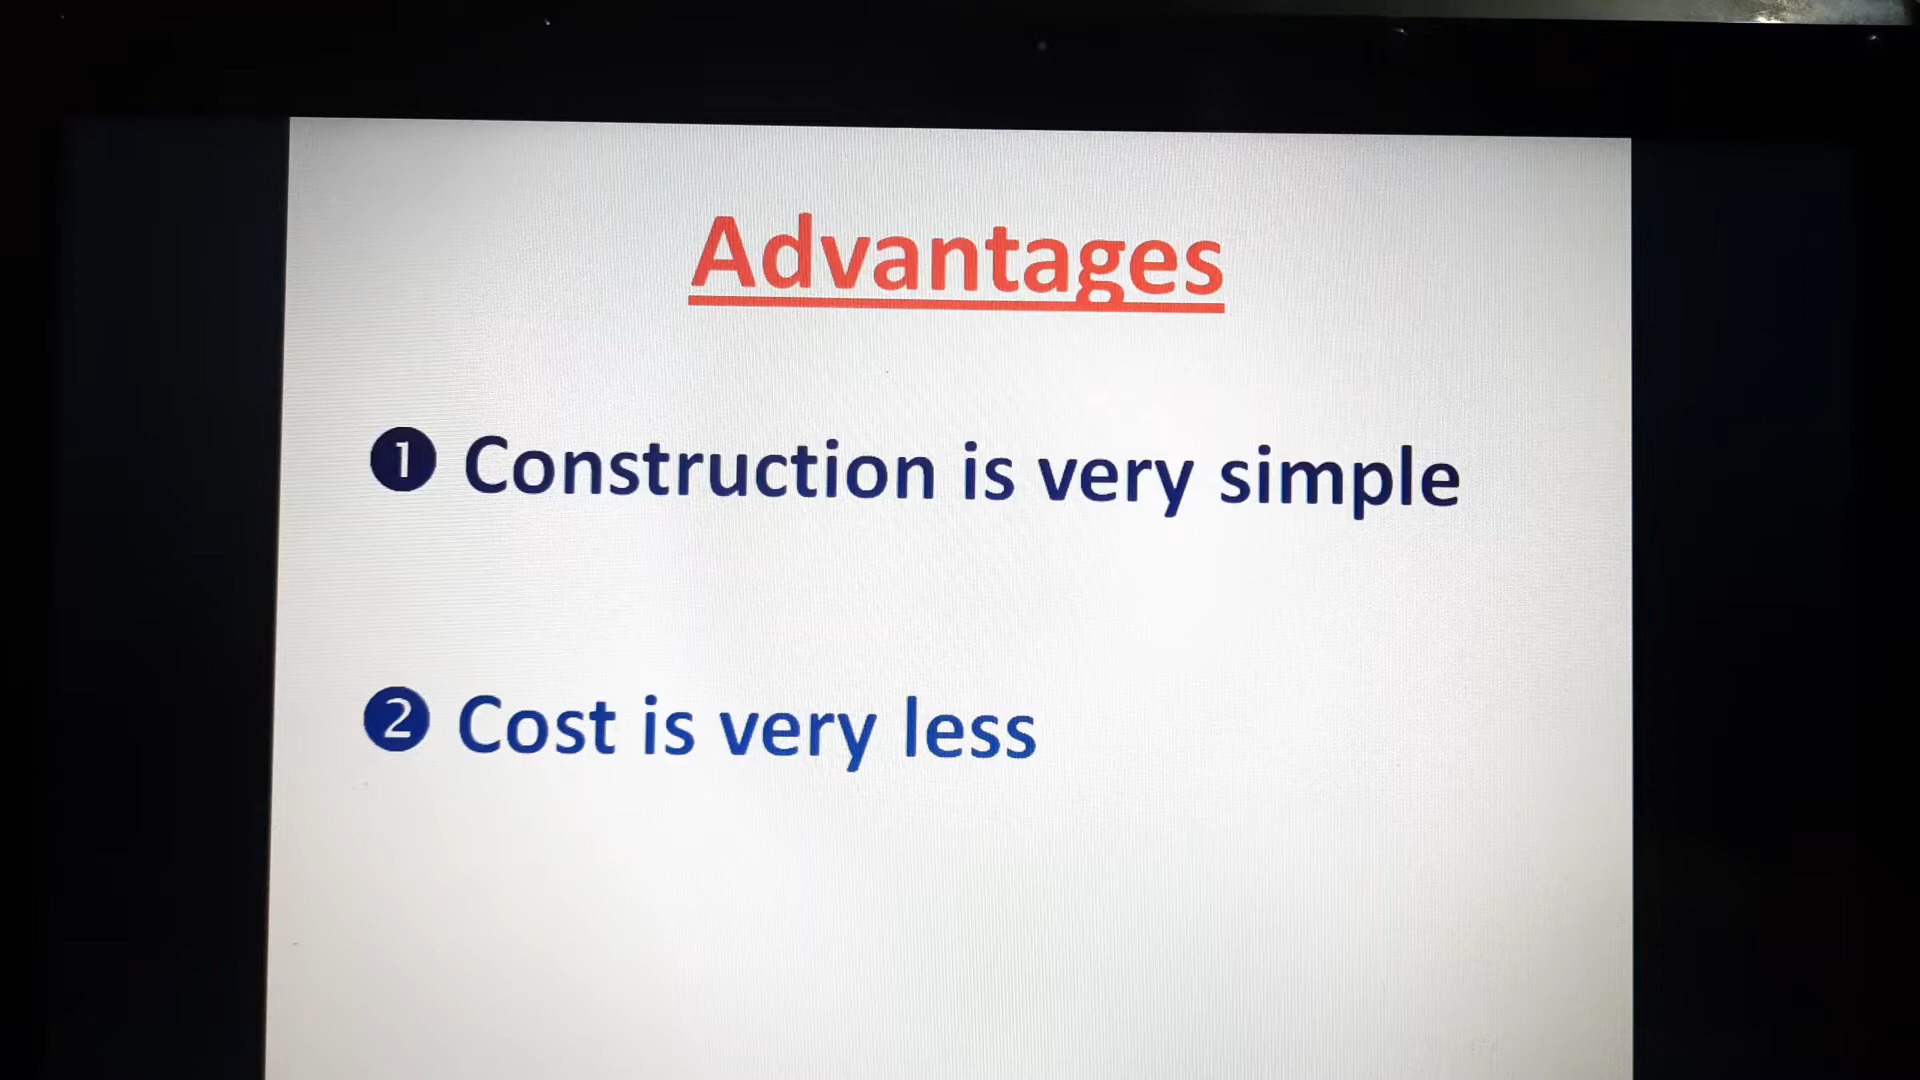 Advantages
❶ Construction is very simple
❷ Cost is very less